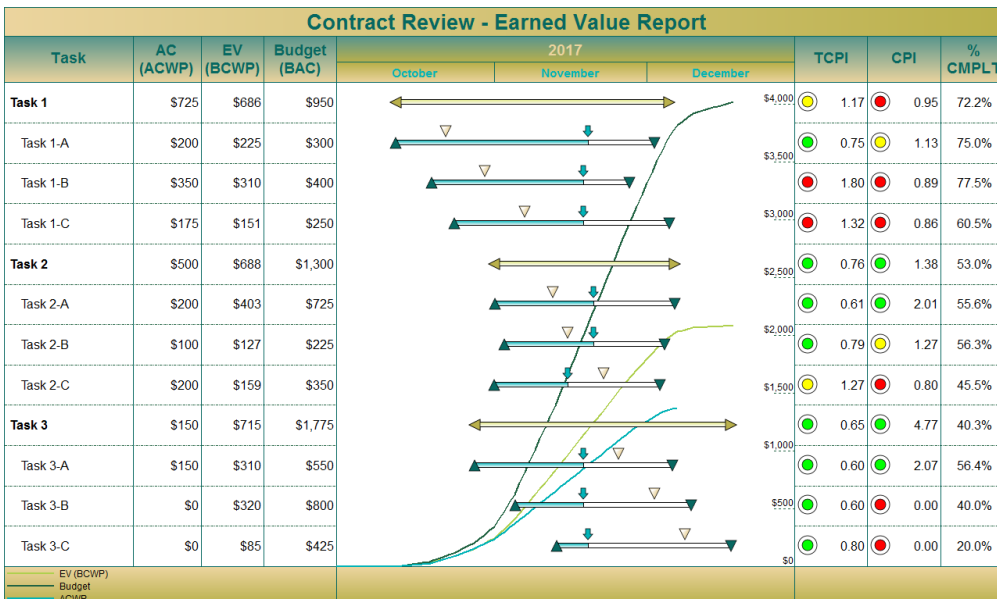 Contract Review - Earned Value Report
Task AC (ACWP) EV (BCWP) Budget (BAC) 2017 TCPI CPI % CMPLT
October November December
Task 1 $725 $686 $950 1.17 0.95 72.2%
Task 1-A $200 $225 $300 0.75 1.13 75.0%
Task 1-B $350 $310 $400 1.80 0.89 77.5%
Task 1-C $175 $151 $250 1.32 0.86 60.5%
Task 2 $500 $688 $1,300 0.76 1.38 53.0%
Task 2-A $200 $403 $725 0.61 2.01 55.6%
Task 2-B $100 $127 $225 0.79 1.27 56.3%
Task 2-C $200 $159 $350 1.27 0.80 45.5%
Task 3 $150 $715 $1,775 0.65 4.77 40.3%
Task 3-A $150 $310 $550 0.60 2.07 56.4%
Task 3-B $0 $320 $800 0.60 0.00 40.0%
Task 3-C $0 $85 $425 0.80 0.00 20.0%
$4,000
$3,500
$3,000
$2,500
$2,000
$1,500
$1,000
$500
$0
EV (BCWP)
Budget
ACWP